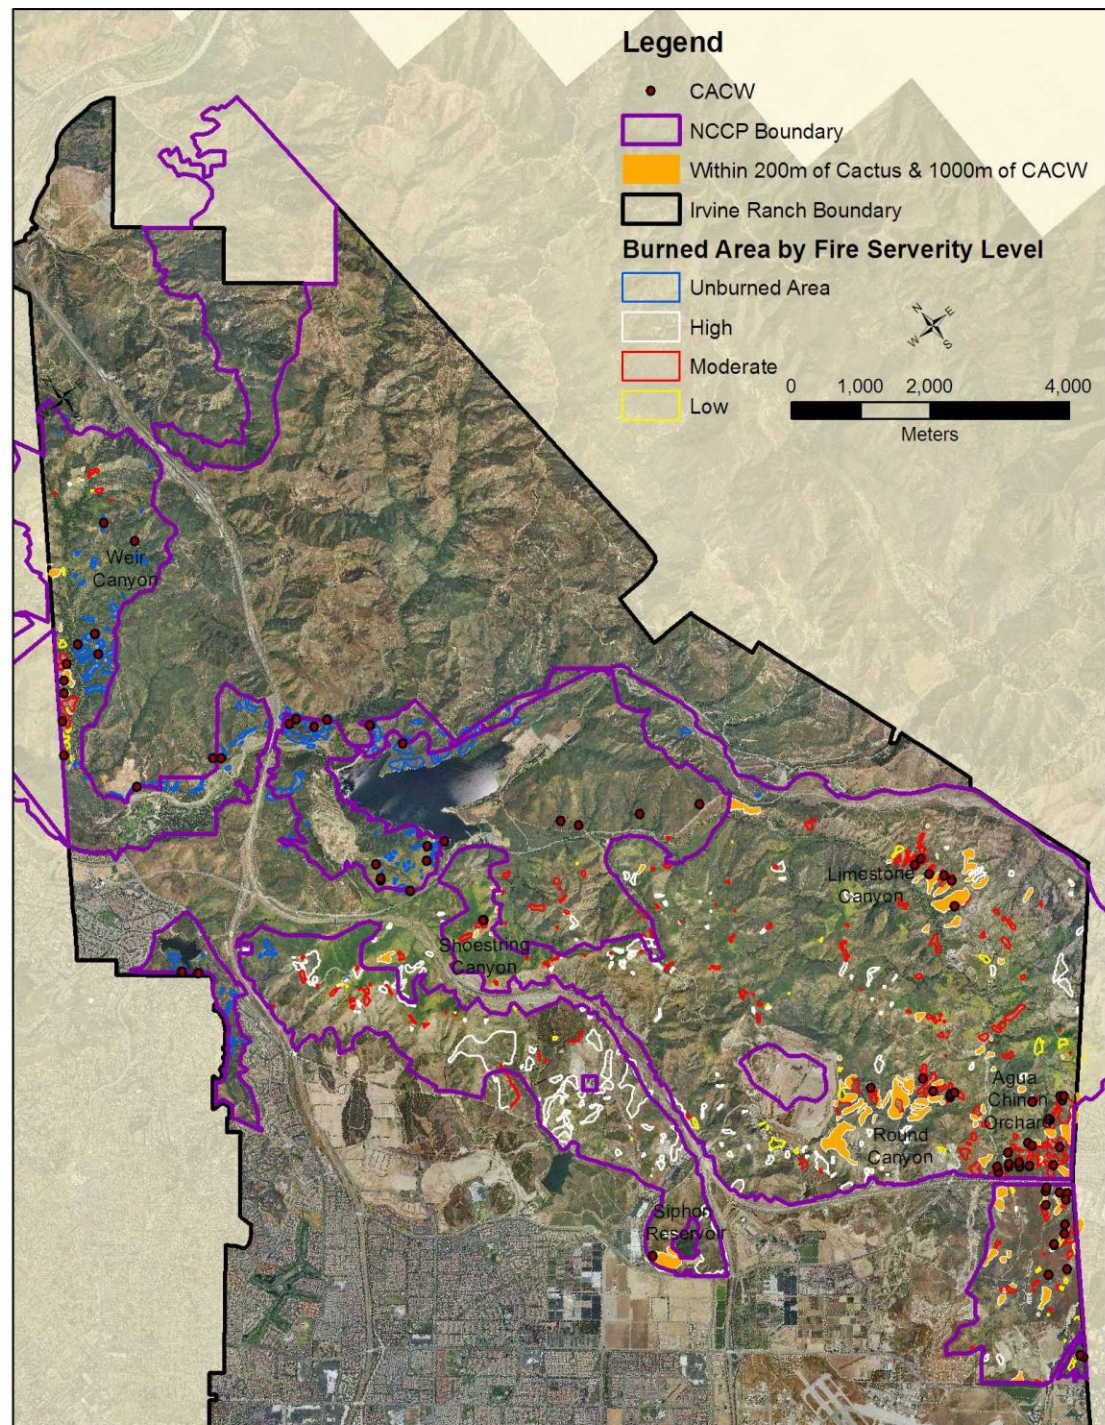 Legend
CACW
NCCP Boundary
Within 200m of Cactus & 1000m of CACW
Irvine Ranch Boundary
Burned Area by Fire Serverity Level
Unburned Area
High
Moderate
Low
N
E
W
S
0 1,000 2,000 4,000
Meters
N
E
Weir
Canyon
Limestone
Canyon
Shoestring
Canyon
Agua
Chinon
Orchard
Round
Canyon
Siphon
Reservoir